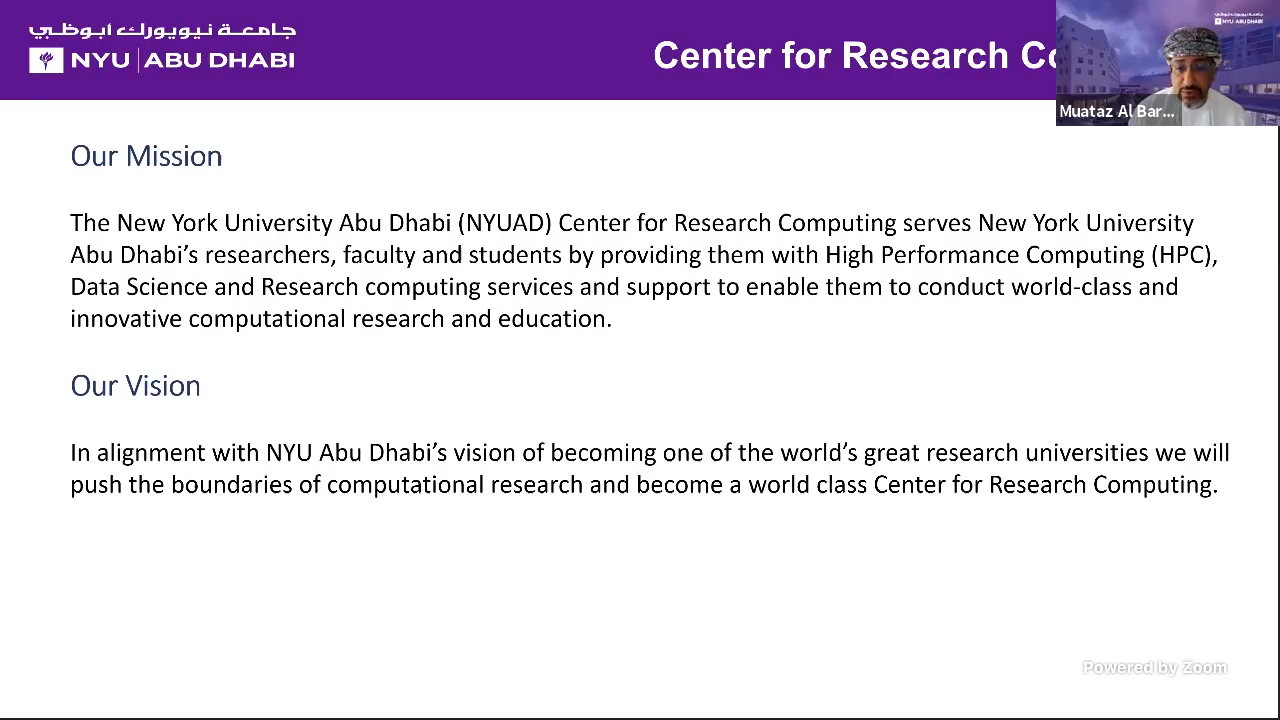 جامعـة نيويورك أبوظـبي
NYU | ABU DHABI
Center for Research
NYU ABU DHABI
Muataz Al Bar...
Our Mission
The New York University Abu Dhabi (NYUAD) Center for Research Computing serves New York University
Abu Dhabi’s researchers, faculty and students by providing them with High Performance Computing (HPC),
Data Science and Research computing services and support to enable them to conduct world-class and
innovative computational research and education.
Our Vision
In alignment with NYU Abu Dhabi’s vision of becoming one of the world’s great research universities we will
push the boundaries of computational research and become a world class Center for Research Computing.
Powered by Zoom